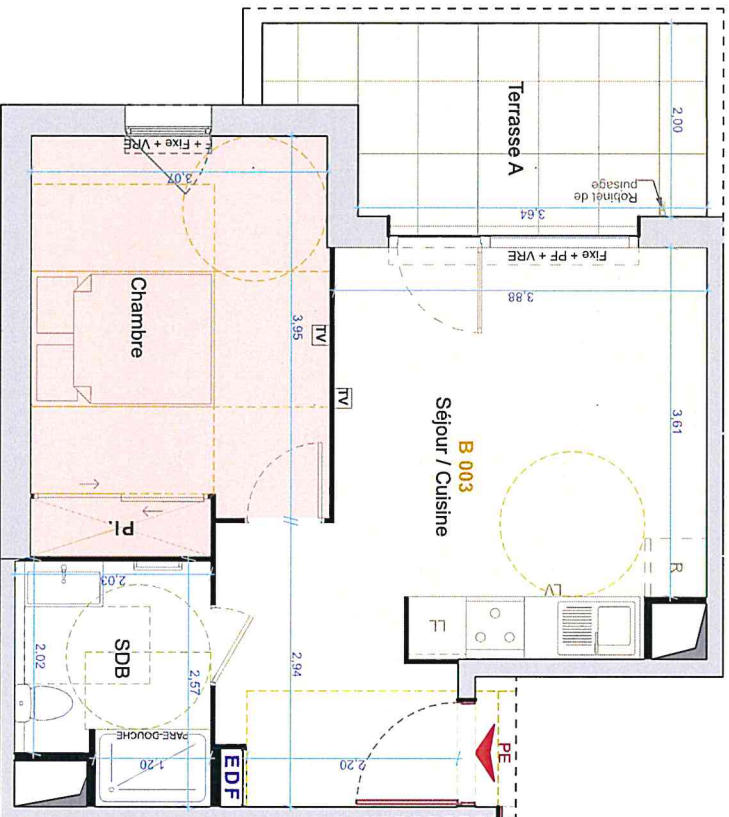 Terrasse A
2,00
Robinet de
puisage
3,64
F + Fixe + VRE
3,07
Fixe + PF + VRE
3,88
Chambre
3,95
TV
TV
B 003
Séjour / Cuisine
3,61
Pl.
R
LV
LL
2,03
SDB
2,02
2,57
2,94
PARE-DOUCHE
1,20
EDF
2,20
PE